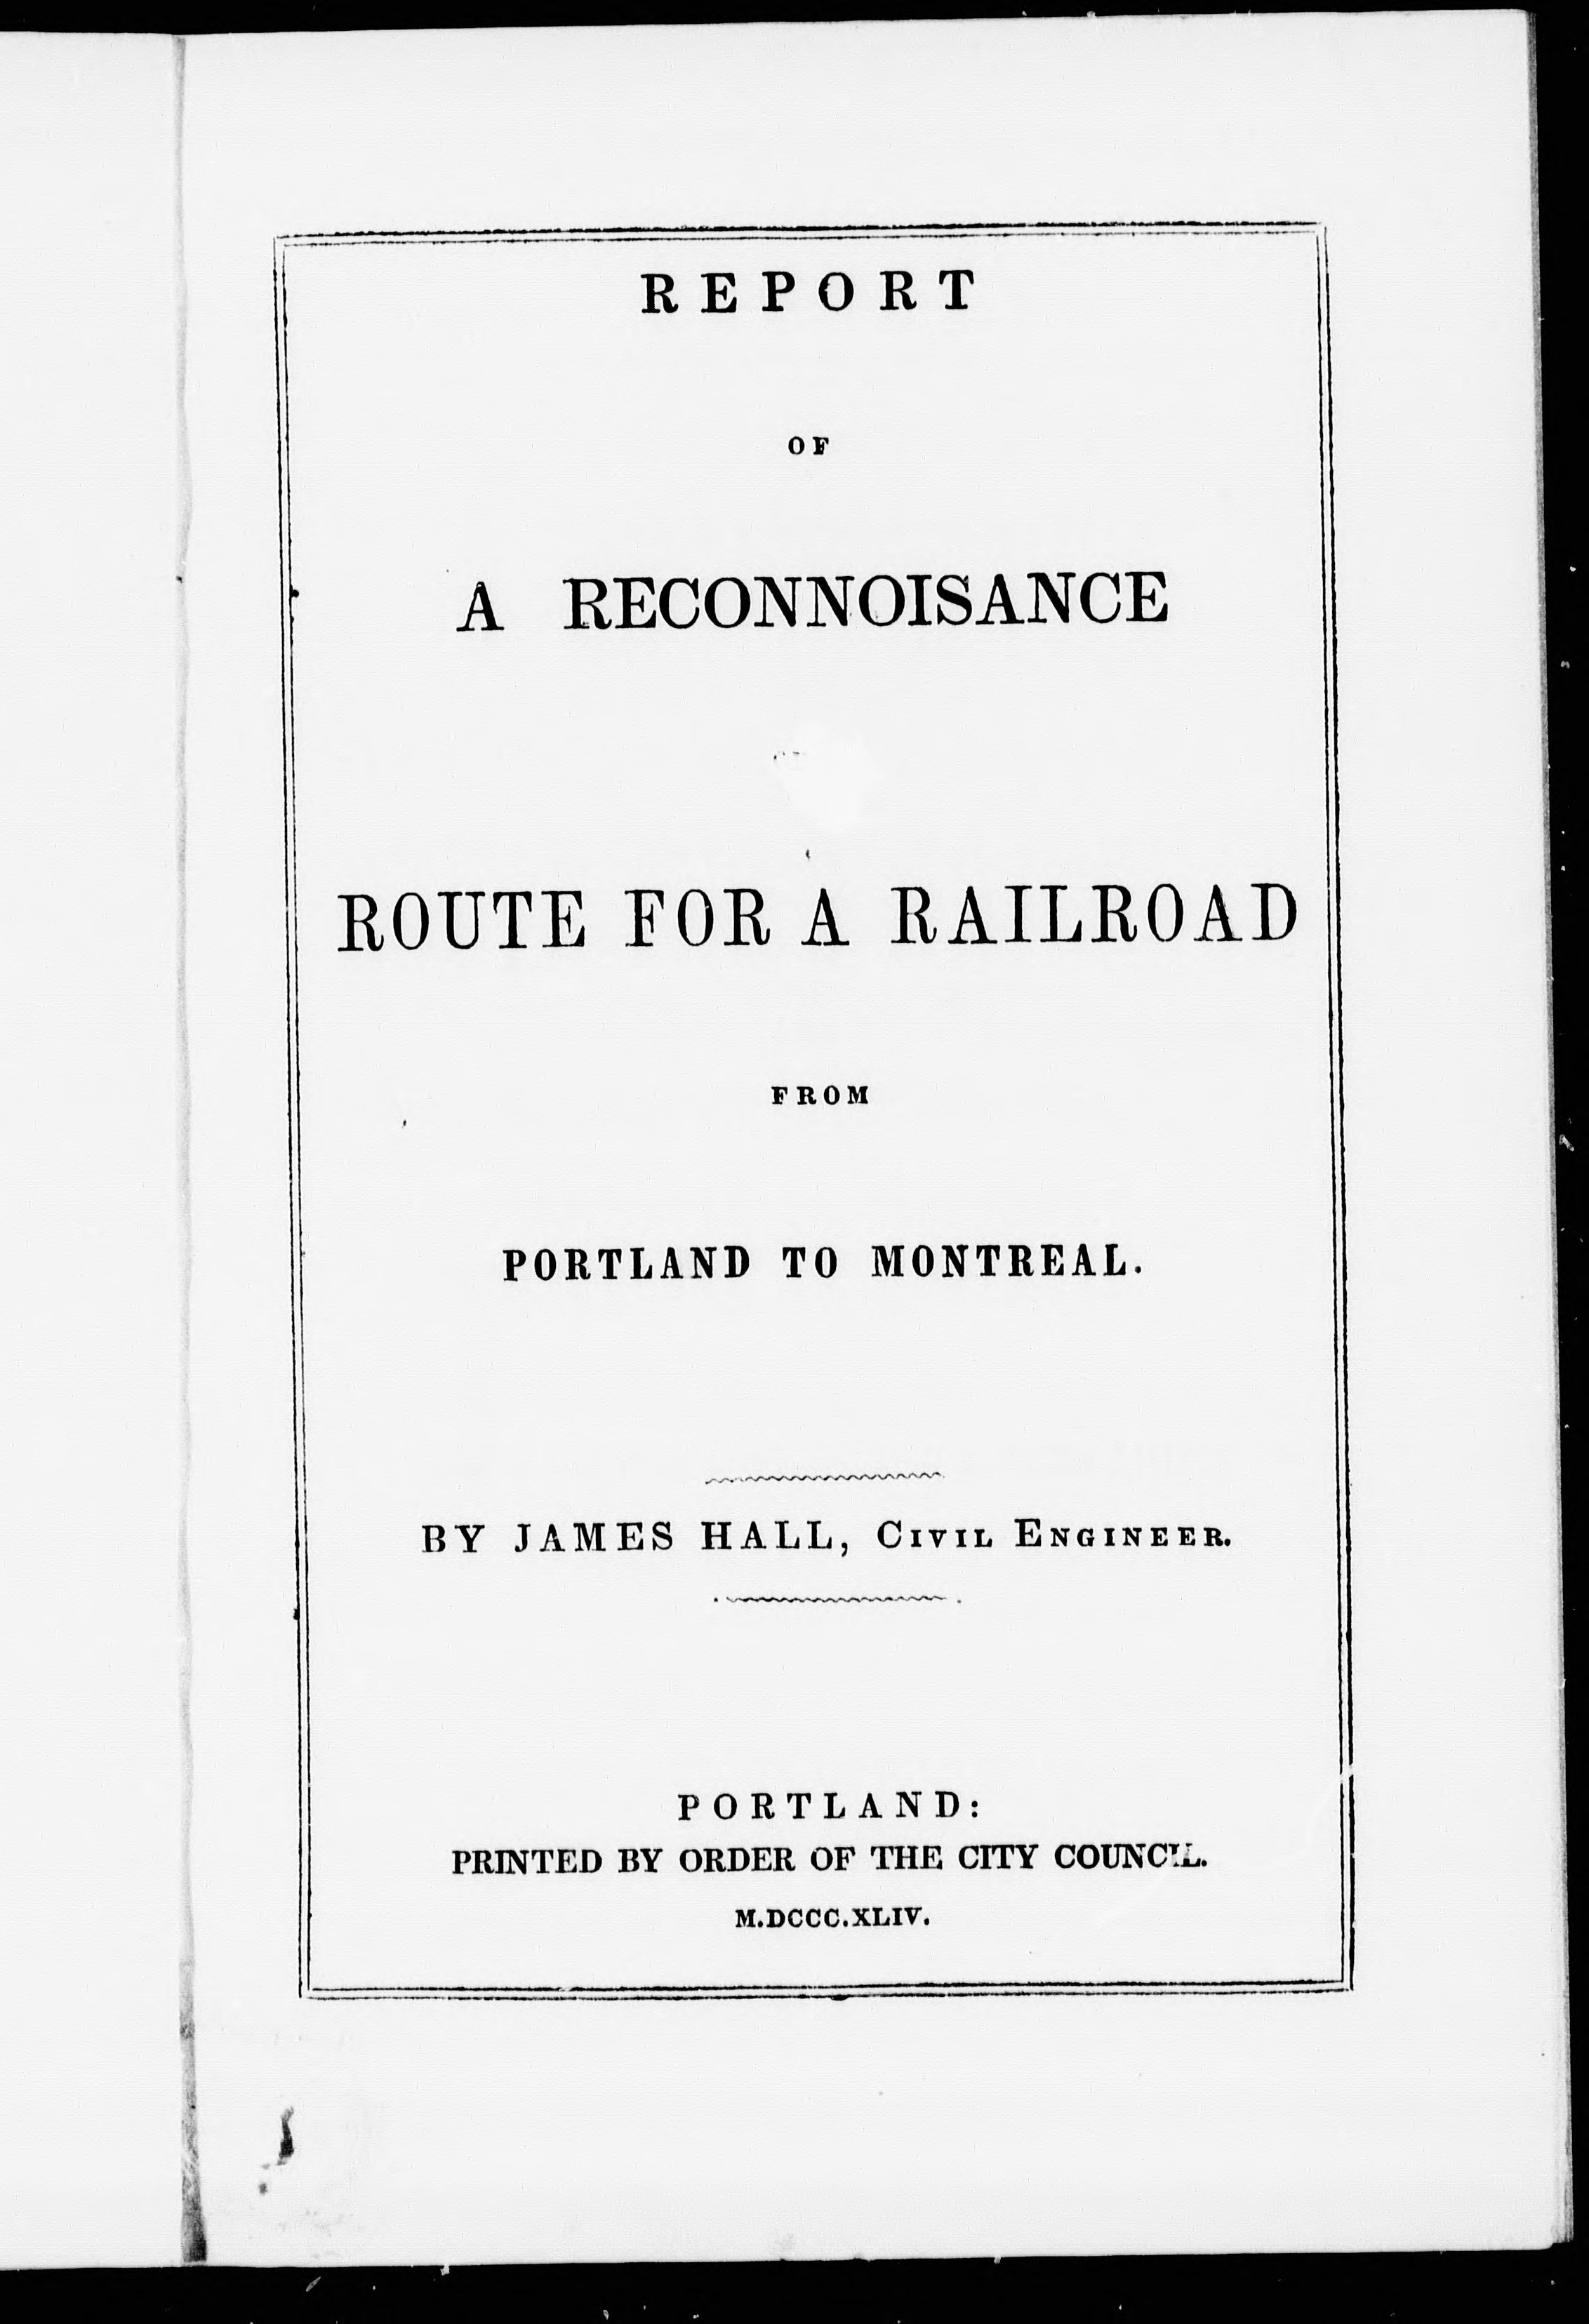 REPORT
OF
A RECONNOISANCE
ROUTE FOR A RAILROAD
FROM
PORTLAND TO MONTREAL.
BY JAMES HALL, CIVIL ENGINEER.
PORTLAND:
PRINTED BY ORDER OF THE CITY COUNCIL.
M.DCCC.XLIV.